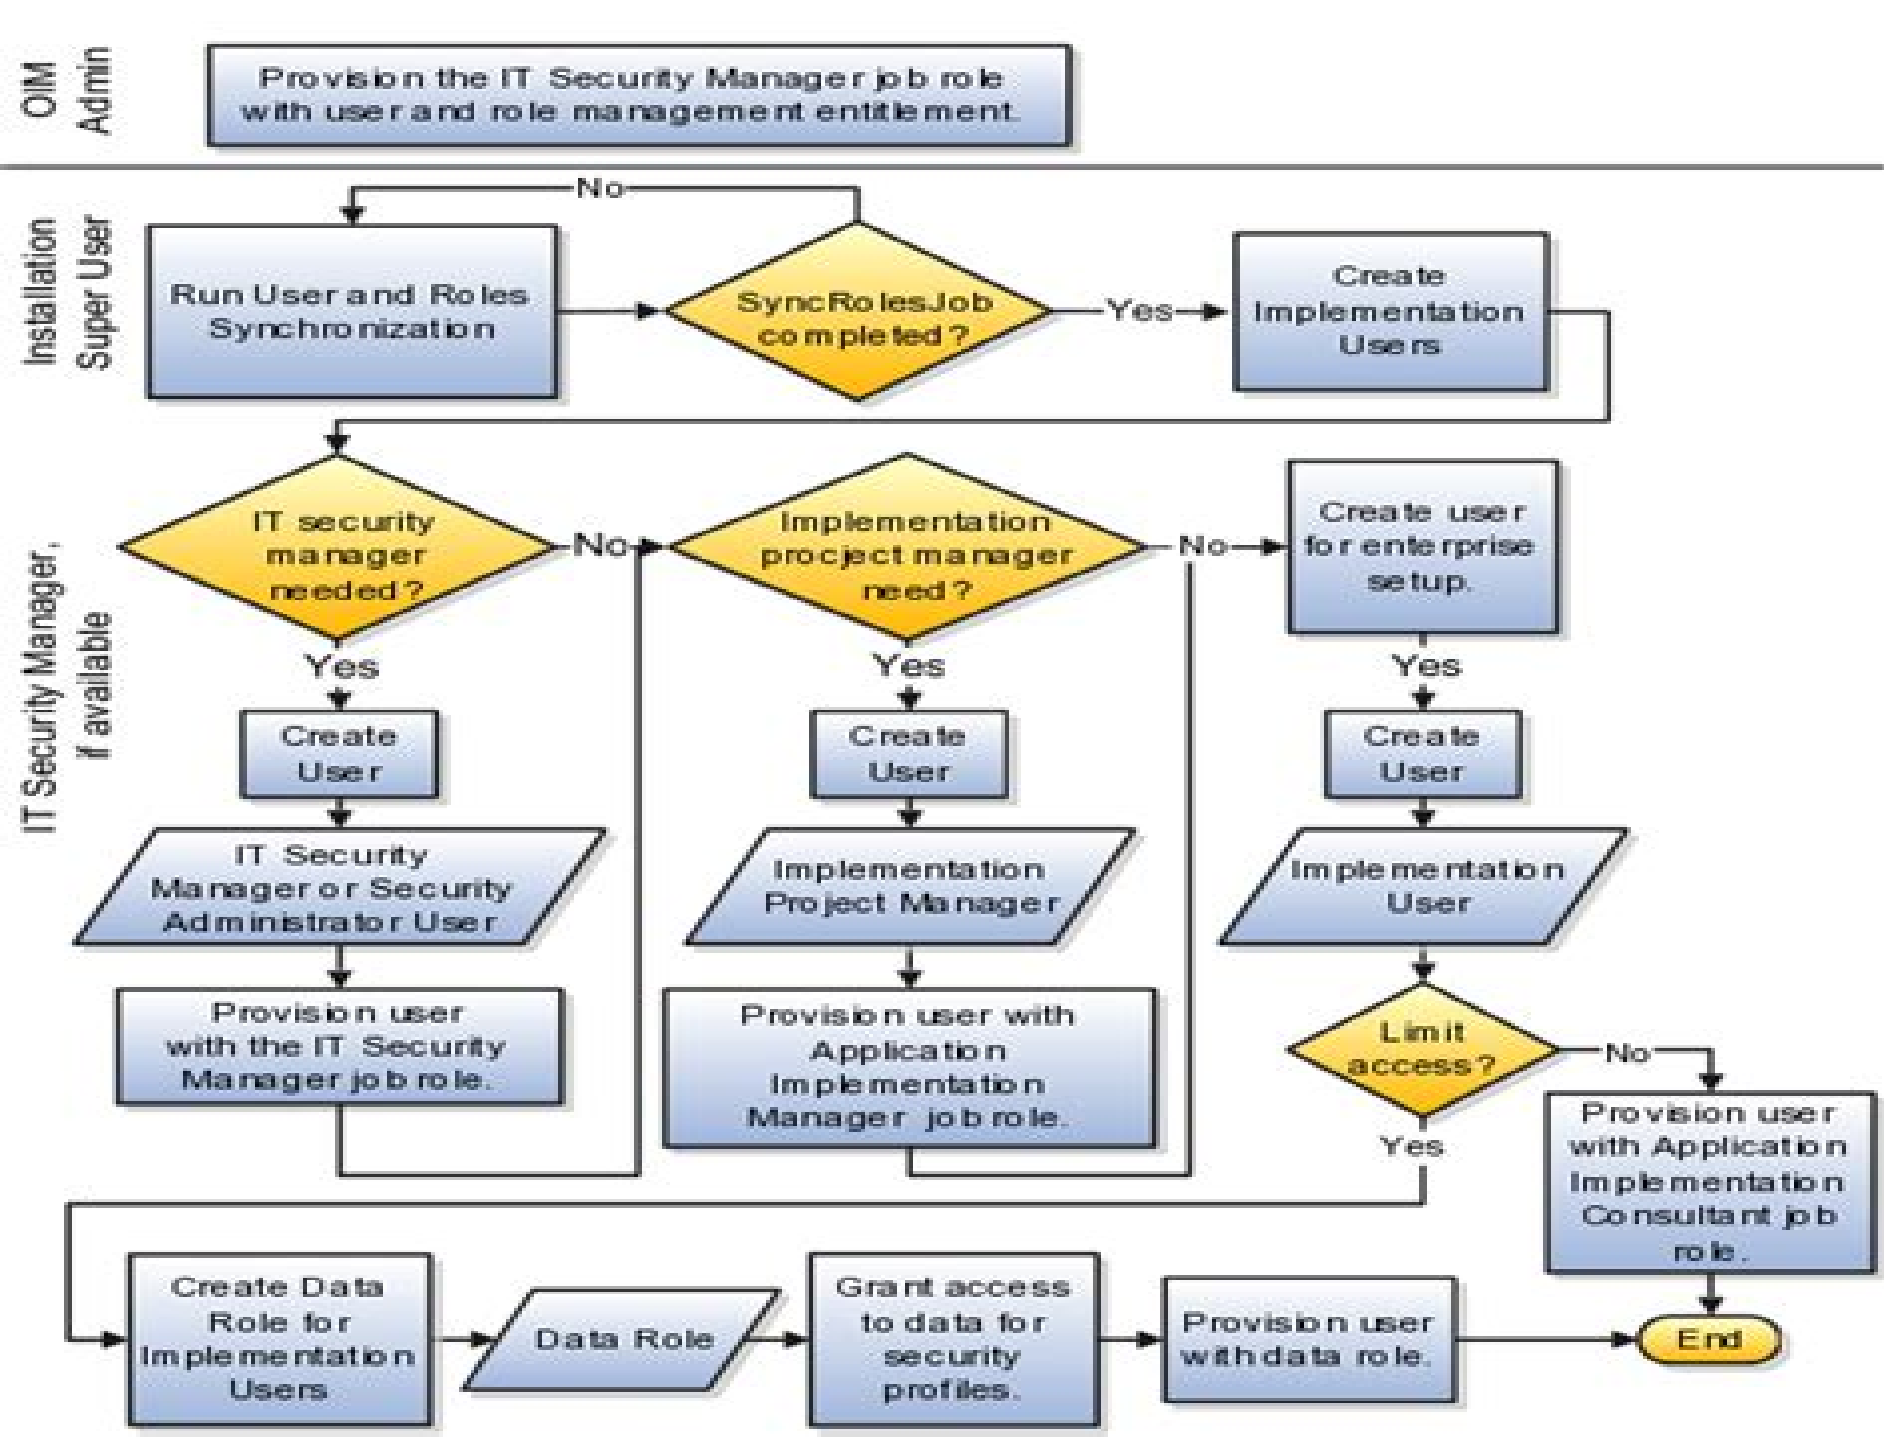 OIM
Admin
Provision the IT Security Manager job role
with user and role management entitlement.
Installation
Super User
No
Run User and Roles
Synchronization
SyncRolesJob
completed?
Yes
Create
Implementation
Users
IT Security Manager,
if available
IT security
manager
needed?
No
Implementation
procject manager
need?
No
Create user
for enterprise
setup.
Yes
Yes
Yes
Create
User
Create
User
Create
User
IT Security
Manager or Security
Administrator User
Implementation
Project Manager
Implementation
User
Provision user
with the IT Security
Manager job role.
Provision user with
Application
Implementation
Manager job role.
Limit
access?
No
Yes
Provision user
with Application
Implementation
Consultant job
role.
Create Data
Role for
Implementation
Users
Data Role
Grant access
to data for
security
profiles.
Provision user
with data role.
End